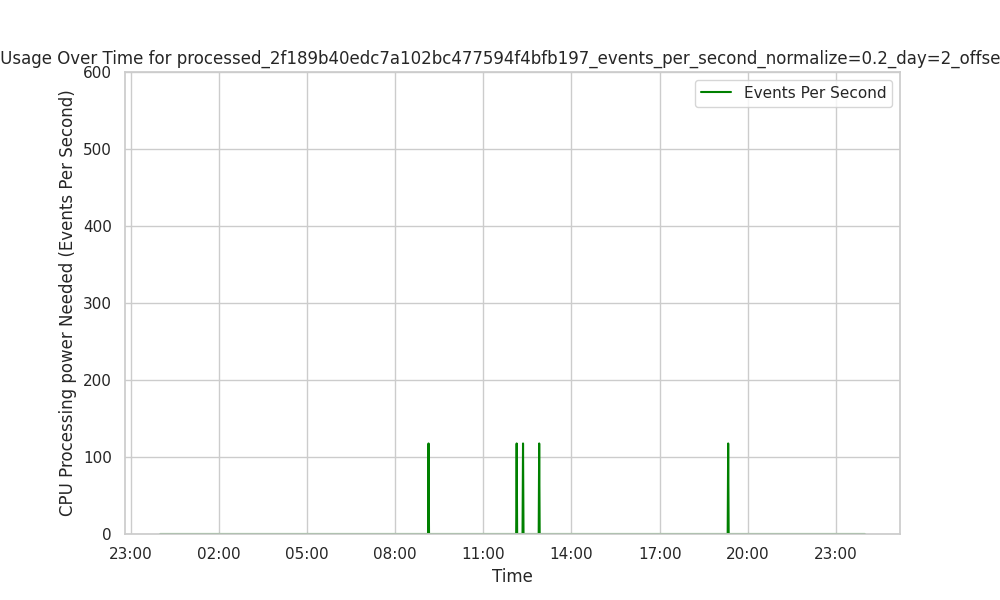 Usage Over Time for processed_2f189b40edc7a102bc477594f4bfb197_events_per_second_normalize=0.2_day=2_offse
Events Per Second
CPU Processing power Needed (Events Per Second)
600
500
400
300
200
100
0
23:00 02:00 05:00 08:00 11:00 14:00 17:00 20:00 23:00
Time